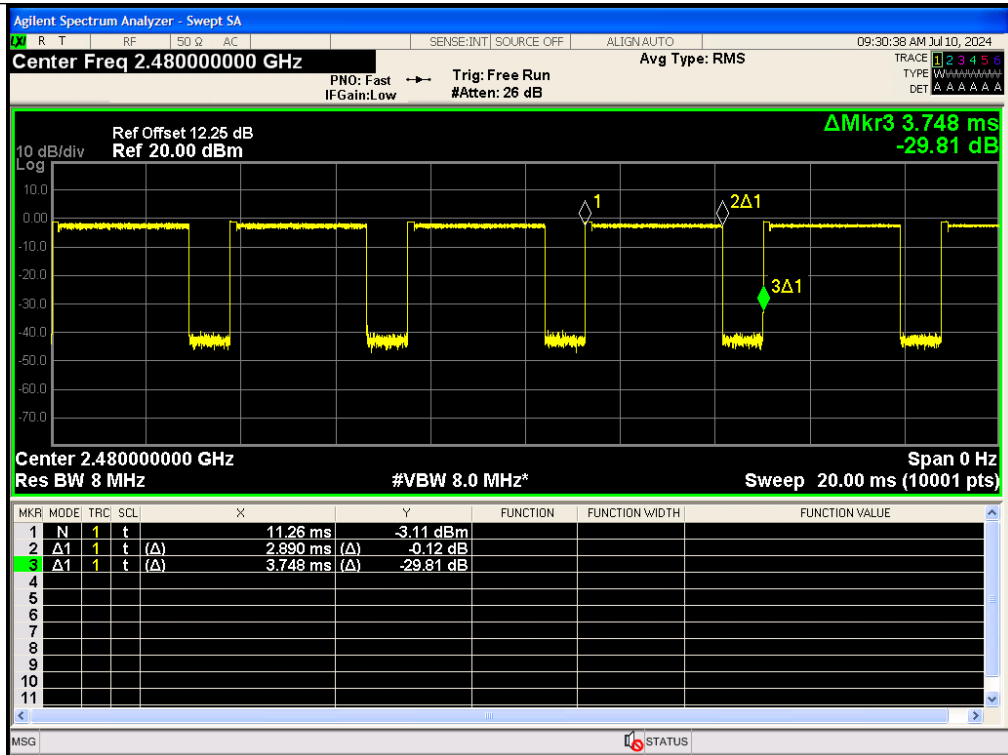 Agilent Spectrum Analyzer - Swept SA
LXI R T RF 50 Ω AC SENSE:INT SOURCE OFF ALIGN AUTO 09:30:38 AM Jul 10, 2024
Center Freq 2.480000000 GHz Avg Type: RMS TRACE 1 2 3 4 5 6
PNO: Fast Trig: Free Run TYPE WWWWWW
IFGain:Low #Atten: 26 dB DET A A A A A A
ΔMkr3 3.748 ms
-29.81 dB
Ref Offset 12.25 dB
10 dB/div Ref 20.00 dBm
Log
10.0
0.00
-10.0
-20.0
-30.0
-40.0
-50.0
-60.0
-70.0
1
2Δ1
3Δ1
Center 2.480000000 GHz Span 0 Hz
Res BW 8 MHz #VBW 8.0 MHz* Sweep 20.00 ms (10001 pts)
MKR MODE TRC SCL X Y FUNCTION FUNCTION WIDTH FUNCTION VALUE
1 N 1 t 11.26 ms -3.11 dBm
2 Δ1 1 t (Δ) 2.890 ms (Δ) -0.12 dB
3 Δ1 1 t (Δ) 3.748 ms (Δ) -29.81 dB
4
5
6
7
8
9
10
11
MSG STATUS